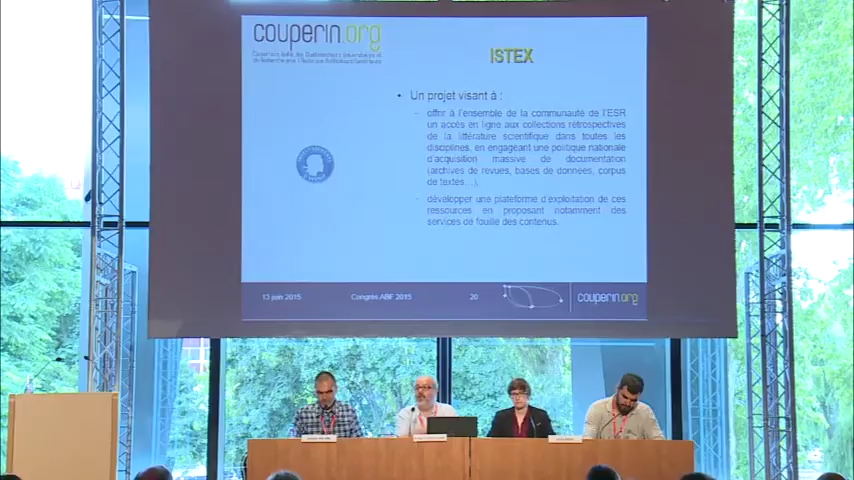 couperin.org
ISTEX
• Un projet visant à :
- offrir à l'ensemble de la communauté de l'ESR
un accès en ligne aux collections rétrospectives
de la littérature scientifique dans toutes les
disciplines, en engageant une politique nationale
d'acquisition massive de documentation
(archives de revues, bases de données, corpus
de textes…),
- développer une plateforme d'exploitation de ces
ressources en proposant notamment des
services de fouille des contenus.
13 juin 2015 Congrès ABF 2015 20 couperin.org